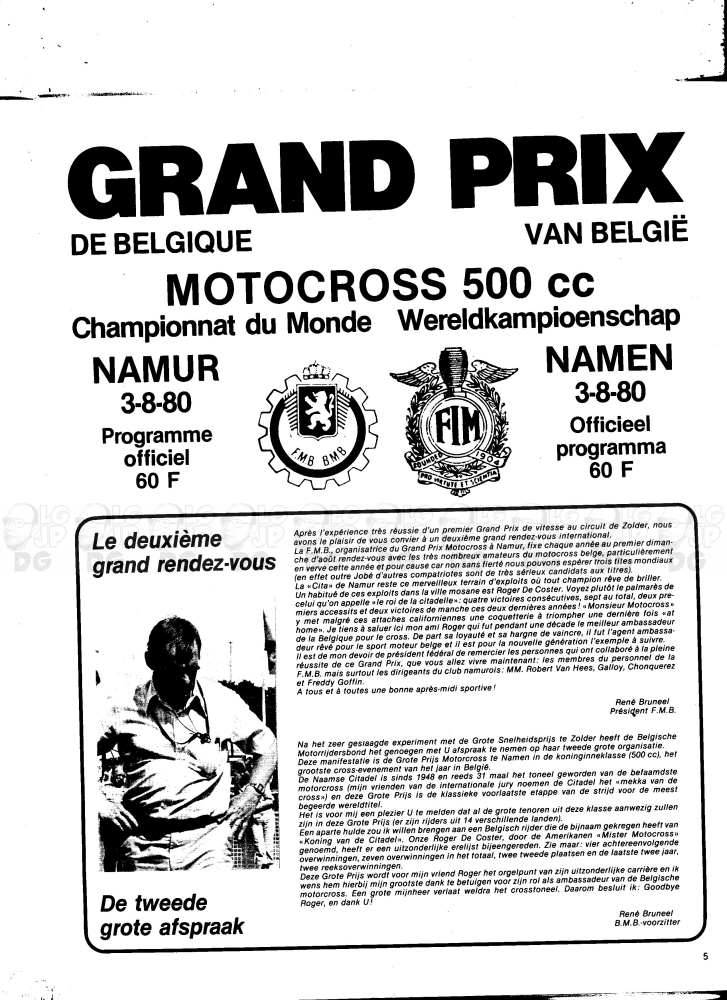 GRAND PRIX
DE BELGIQUE
VAN BELGIË
MOTOCROSS 500 cc
Championnat du Monde Wereldkampioenschap
NAMUR
3-8-80
Programme
officiel
60 F
F.M.B. B.M.B.
FIM
FOUNDED 1904
PRO VIRTUTE ET SCIENTIA
NAMEN
3-8-80
Officieel
programma
60 F
LG JP DG
Le deuxième
grand rendez-vous
Après l'expérience très réussie d'un premier Grand Prix de vitesse au circuit de Zolder, nous
avons le plaisir de vous convier à un deuxième grand rendez-vous international.
La F.M.B., organisatrice du Grand Prix Motocross à Namur, fixe chaque année au premier diman-
che d'août rendez-vous avec les très nombreux amateurs du motocross belge, particulièrement
en verve cette année et pour cause car non sans fierté nous pouvons espérer trois titres mondiaux
(en effet outre Jobé d'autres compatriotes sont de très sérieux candidats aux titres).
La «Cita» de Namur reste ce merveilleux terrain d'exploits où tout champion rêve de briller.
Un habitué de ces exploits dans la ville mosane est Roger De Coster. Voyez plutôt le palmarès de
celui qu'on appelle «le roi de la citadelle»: quatre victoires consécutives, sept au total, deux pre-
miers accessits et deux victoires de manche ces deux dernières années! «Monsieur Motocross»
y met malgré ces attaches californiennes une coquetterie à triompher une dernière fois «at
home». Je tiens à saluer ici mon ami Roger qui fut pendant une décade le meilleur ambassadeur
de la Belgique pour le cross. De part sa loyauté et sa hargne de vaincre, il fut l'agent ambassa-
deur rêvé pour le sport moteur belge et il est pour la nouvelle génération l'exemple à suivre.
Il est de mon devoir de président fédéral de remercier les personnes qui ont collaboré à la pleine
réussite de ce Grand Prix, que vous allez vivre maintenant: les membres du personnel de la
F.M.B. mais surtout les dirigeants du club namurois: MM. Robert Van Hees, Galloy, Chonquerez
et Freddy Goffin.
A tous et à toutes une bonne après-midi sportive!
René Bruneel
Président F.M.B.
Na het zeer geslaagde experiment met de Grote Snelheidsprijs te Zolder heeft de Belgische
Motorrijdersbond het genoegen met U afspraak te nemen op haar tweede grote organisatie.
Deze manifestatie is de Grote Prijs Motorcross te Namen in de koninginneklasse (500 cc), het
grootste cross-evenement van het jaar in België.
De Naamse Citadel is sinds 1948 en reeds 31 maal het toneel geworden van de befaamdste
motorcross (mijn vrienden van de internationale jury noemen de Citadel het «mekka van de
cross») en deze Grote Prijs is de klassieke voorlaatste etappe van de strijd voor de meest
begeerde wereldtitel.
Het is voor mij een plezier U te melden dat al de grote tenoren uit deze klasse aanwezig zullen
zijn in deze Grote Prijs (er zijn rijders uit 14 verschillende landen).
Een aparte hulde zou ik willen brengen aan een Belgisch rijder die de bijnaam gekregen heeft van
«Koning van de Citadel». Onze Roger De Coster, door de Amerikanen «Mister Motocross»
genoemd, heeft er een uitzonderlijke erelijst bijeengereden. Zie maar: vier achtereenvolgende
overwinningen, zeven overwinningen in het totaal, twee tweede plaatsen en de laatste twee jaar,
twee reeksoverwinningen.
Deze Grote Prijs wordt voor mijn vriend Roger het orgelpunt van zijn uitzonderlijke carrière en ik
wens hem hierbij mijn grootste dank te betuigen voor zijn rol als ambassadeur van de Belgische
motorcross. Een grote mijnheer verlaat weldra het crosstoneel. Daarom besluit ik: Goodbye
Roger, en dank U!
René Bruneel
B.M.B.-voorzitter
De tweede
grote afspraak
5